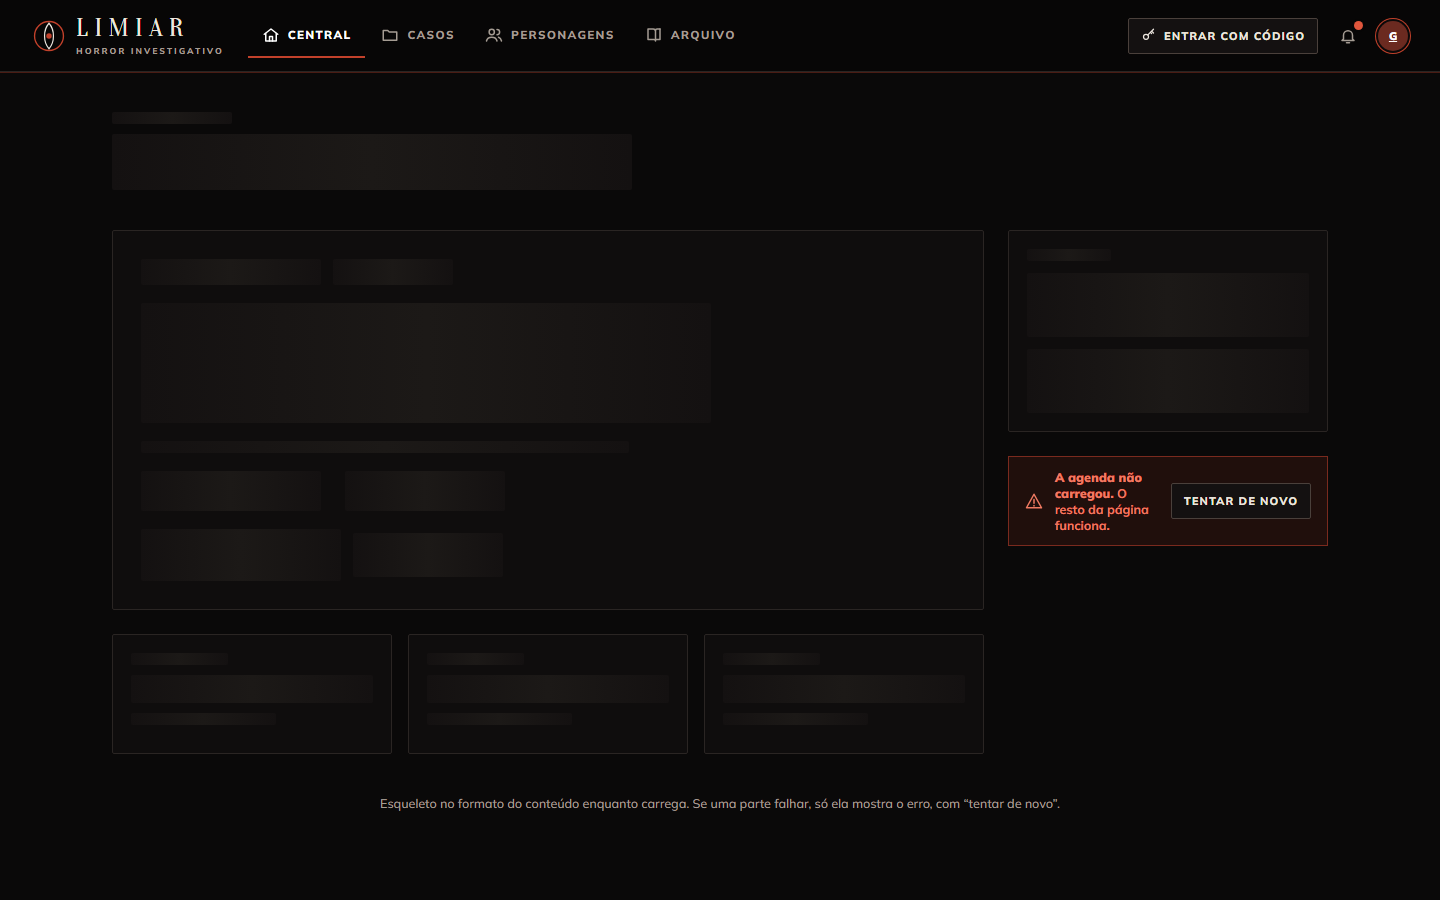 LIMIAR
HORROR INVESTIGATIVO
CENTRAL
CASOS
PERSONAGENS
ARQUIVO
ENTRAR COM CÓDIGO
G
A agenda não
carregou. O
resto da página
funciona.
TENTAR DE NOVO
Esqueleto no formato do conteúdo enquanto carrega. Se uma parte falhar, só ela mostra o erro, com “tentar de novo”.